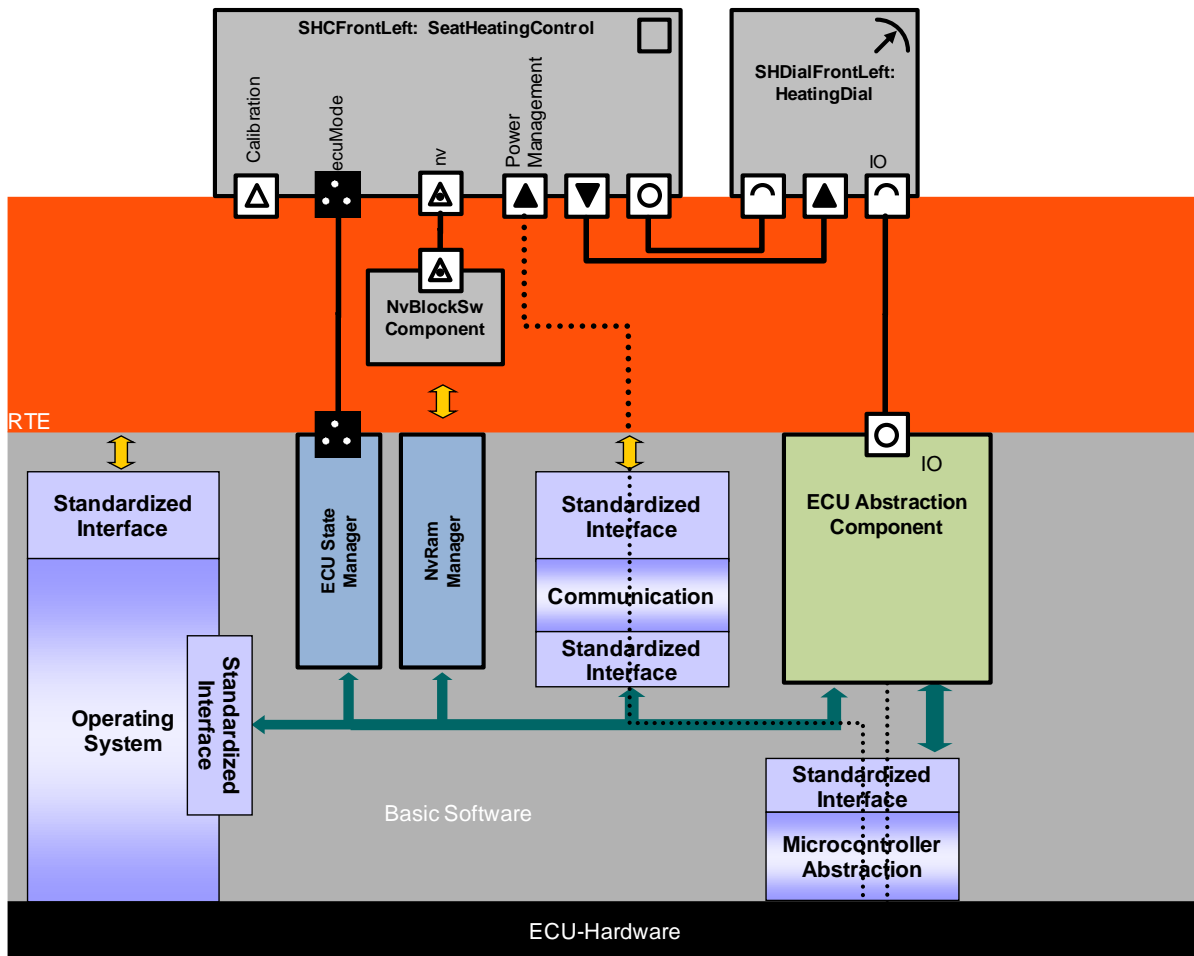 SHCFrontLeft: SeatHeatingControl
SHDialFrontLeft:
HeatingDial
Calibration
ecuMode
nv
Power
Management
IO
NvBlockSw
Component
RTE
Standardized
Interface
ECU State
Manager
NvRam
Manager
Standardized
Interface
IO
ECU Abstraction
Component
Communication
Standardized
Interface
Standardized
Interface
Operating
System
Standardized
Interface
Basic Software
Microcontroller
Abstraction
ECU-Hardware